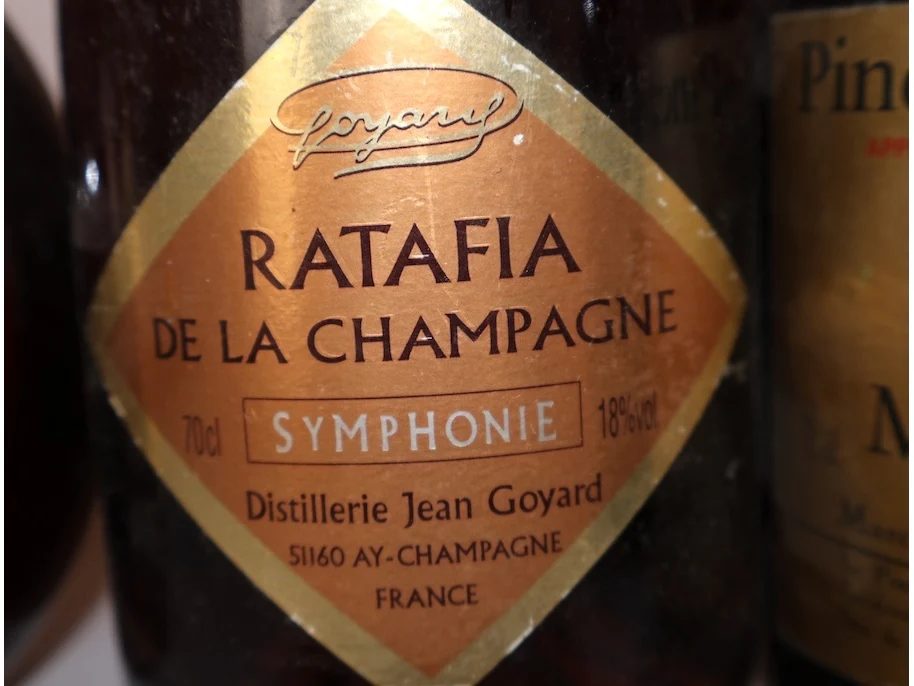 Goyard
RATAFIA
DE LA CHAMPAGNE
70cl SYMPHONIE 18%vol.
Distillerie Jean Goyard
51160 AY-CHAMPAGNE
FRANCE